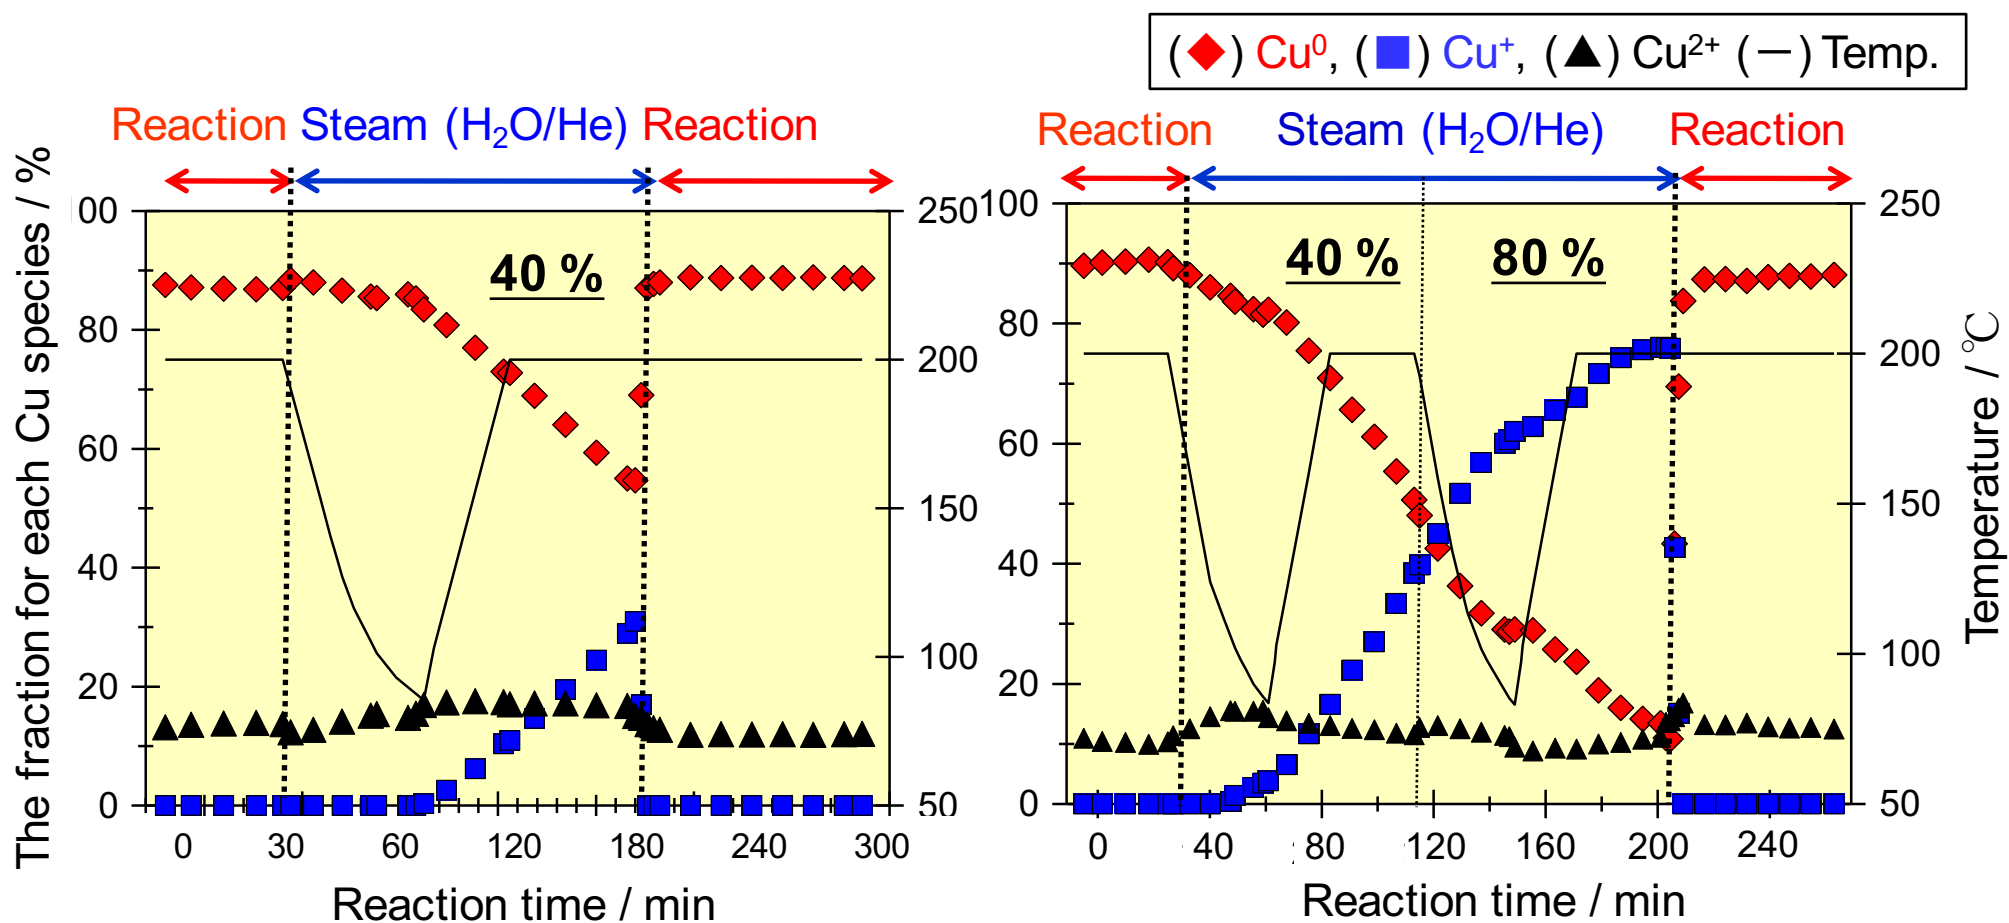 (◆) Cu⁰, (■) Cu⁺, (▲) Cu²⁺ (—) Temp.
Reaction Steam (H₂O/He) Reaction
Reaction Steam (H₂O/He) Reaction
The fraction for each Cu species / %
00
80
60
40
20
0
40 %
250
200
150
100
50
0 30 60 120 180 240 300
Reaction time / min
100
80
60
40
20
0
40 % 80 %
250
200
150
100
50
0 40 80 120 160 200 240
Reaction time / min
Temperature / °C